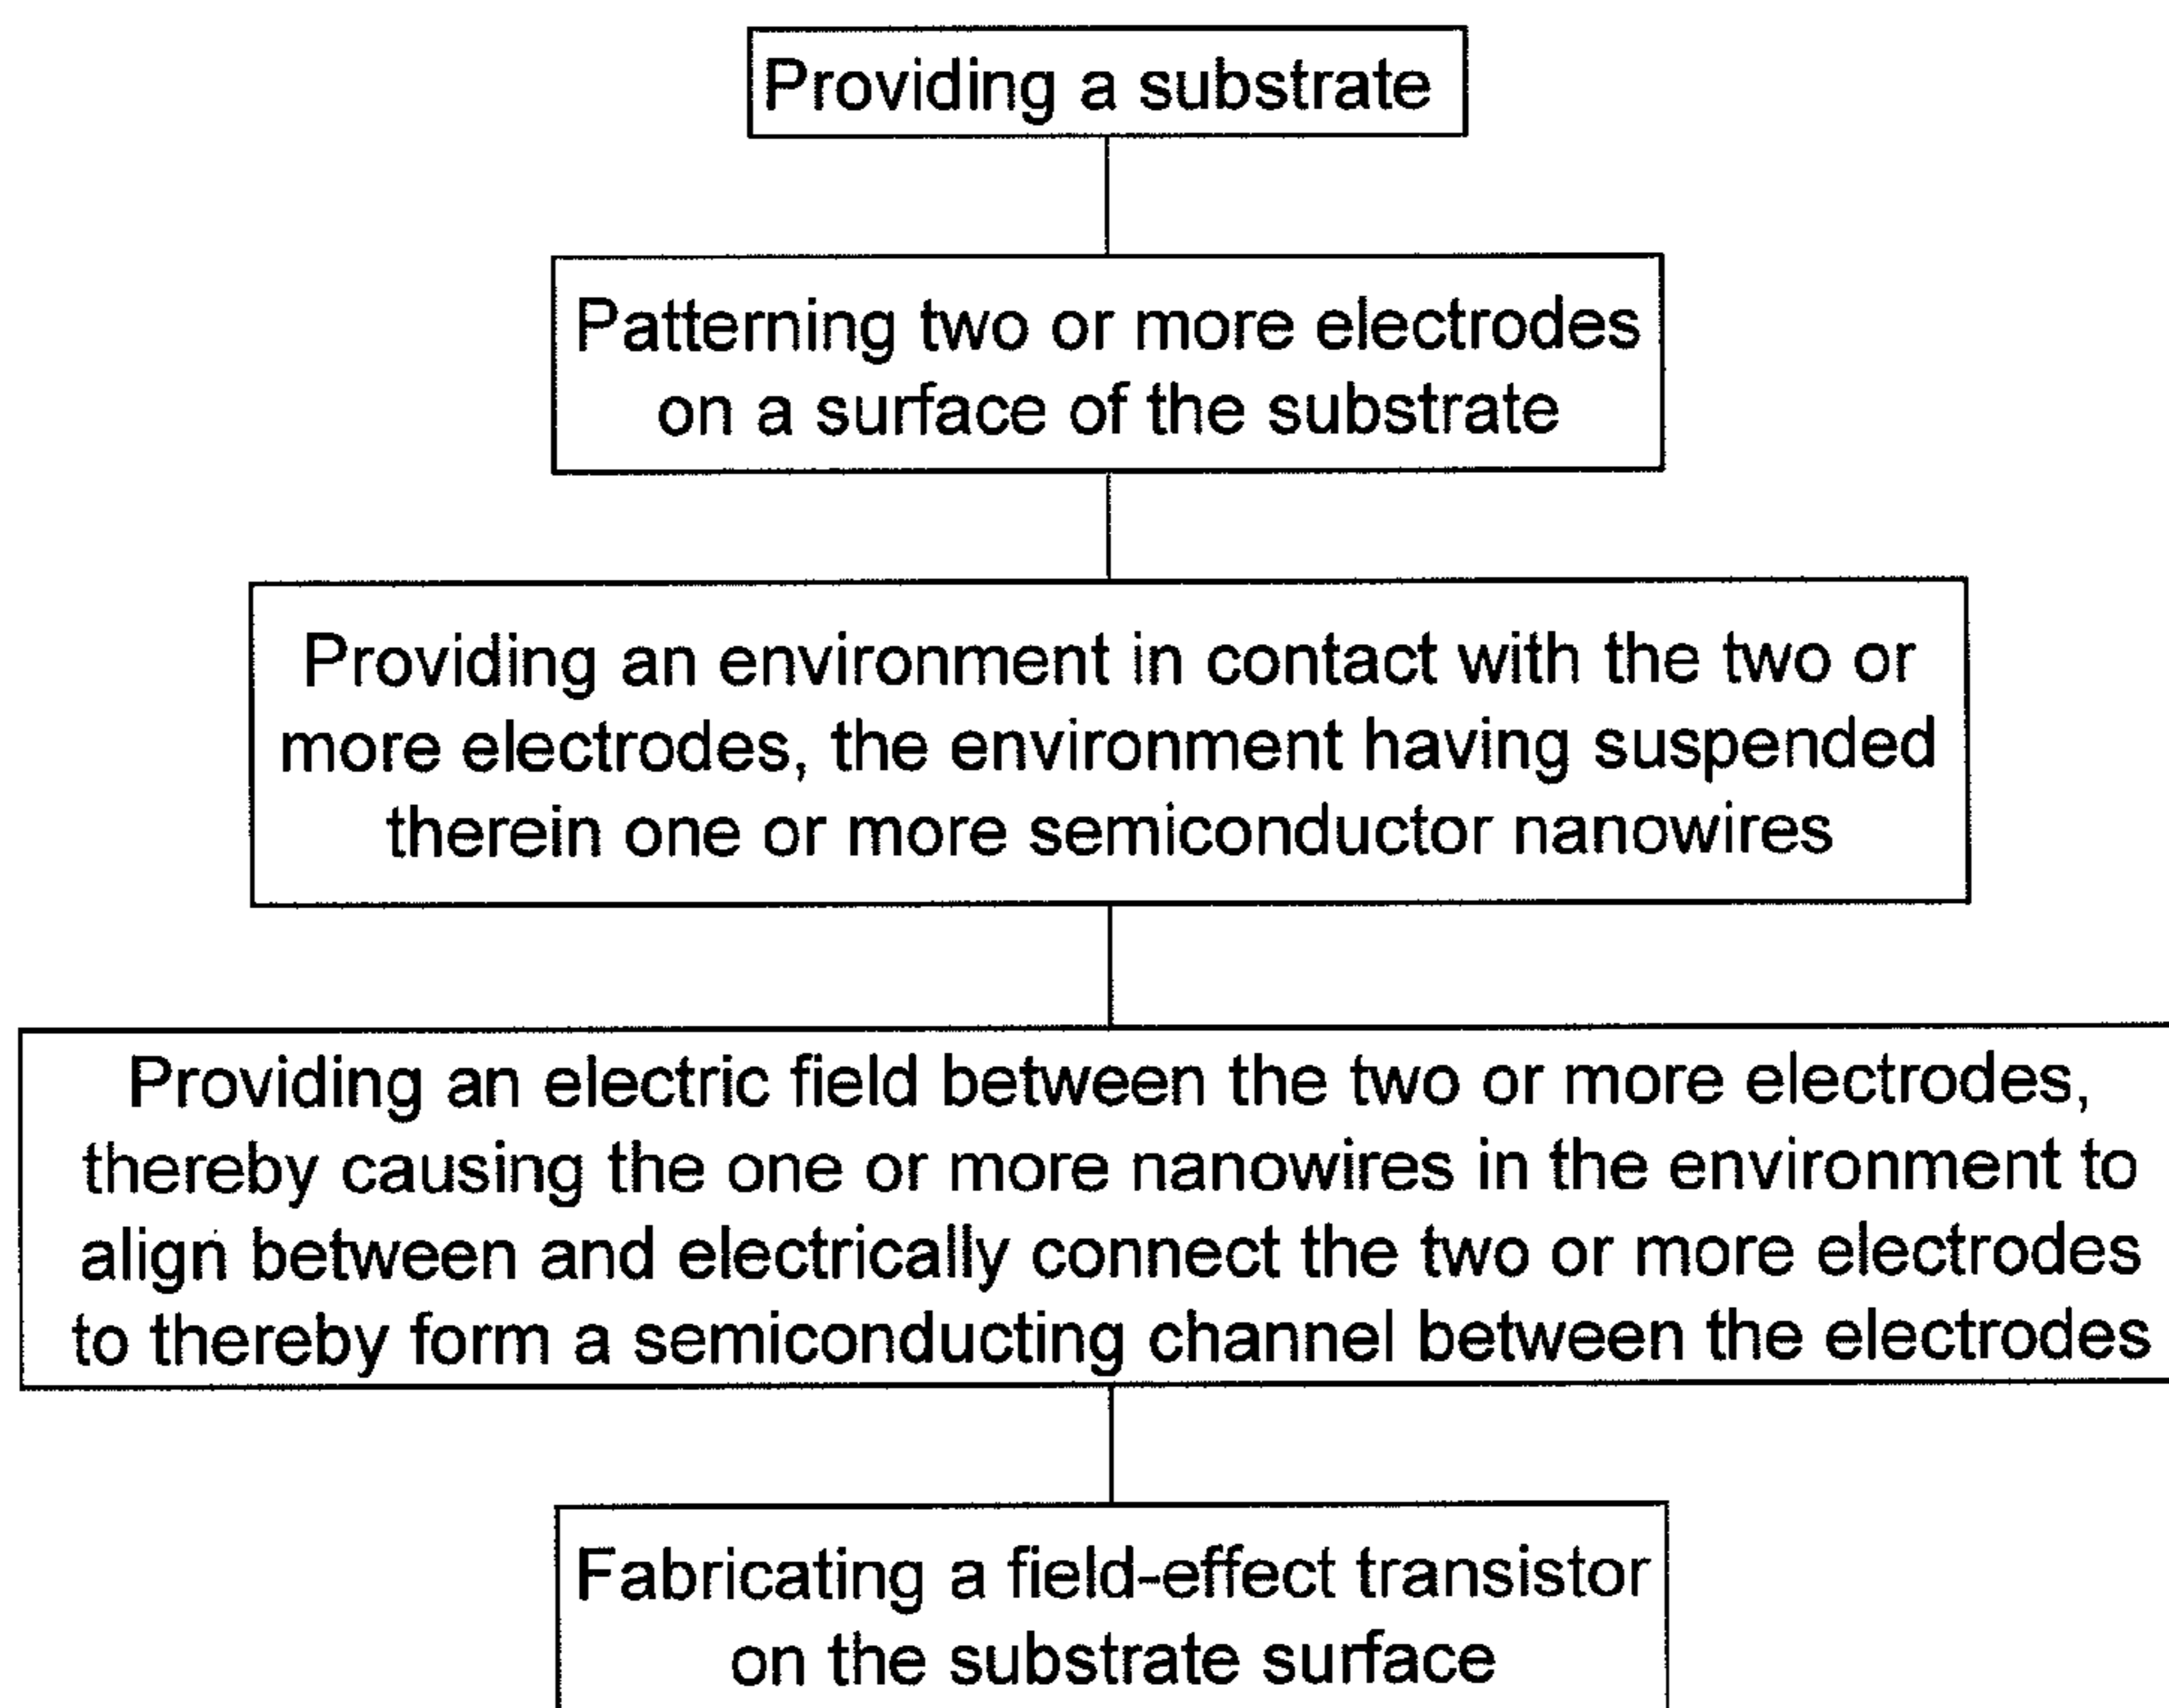 Providing a substrate
Patterning two or more electrodes
on a surface of the substrate
Providing an environment in contact with the two or
more electrodes, the environment having suspended
therein one or more semiconductor nanowires
Providing an electric field between the two or more electrodes,
thereby causing the one or more nanowires in the environment to
align between and electrically connect the two or more electrodes
to thereby form a semiconducting channel between the electrodes
Fabricating a field-effect transistor
on the substrate surface